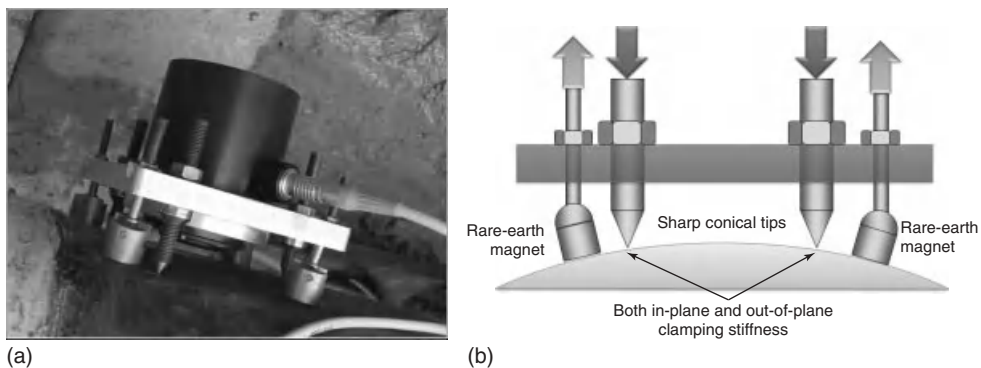 Rare-earth
magnet
Sharp conical tips
Rare-earth
magnet
Both in-plane and out-of-plane
clamping stiffness
(a)
(b)